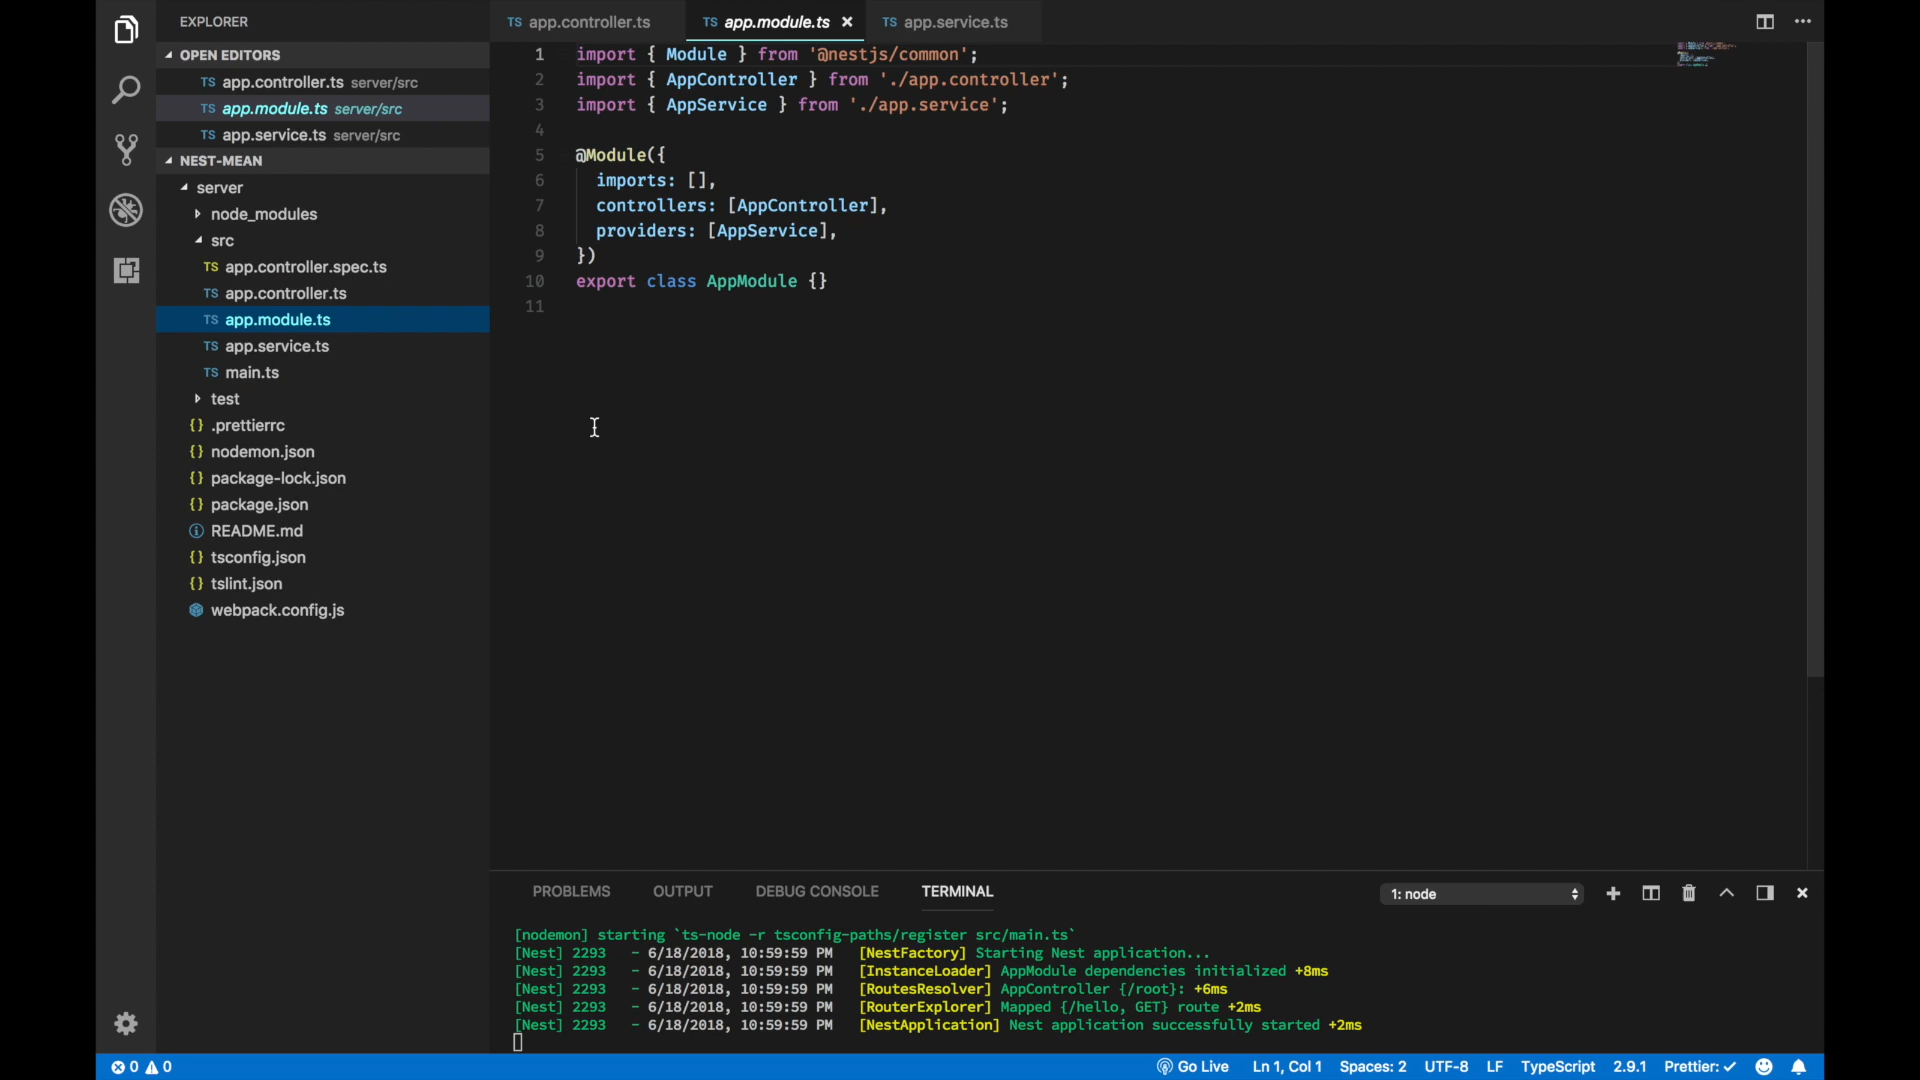 EXPLORER
OPEN EDITORS
TS app.controller.ts server/src
TS app.module.ts server/src
TS app.service.ts server/src
NEST-MEAN
server
node_modules
src
TS app.controller.spec.ts
TS app.controller.ts
TS app.module.ts
TS app.service.ts
TS main.ts
test
{} .prettierrc
{} nodemon.json
{} package-lock.json
{} package.json
README.md
{} tsconfig.json
{} tslint.json
webpack.config.js
TS app.controller.ts TS app.module.ts × TS app.service.ts
1 import { Module } from '@nestjs/common';
2 import { AppController } from './app.controller';
3 import { AppService } from './app.service';
4
5 @Module({
6 imports: [],
7 controllers: [AppController],
8 providers: [AppService],
9 })
10 export class AppModule {}
11
PROBLEMS OUTPUT DEBUG CONSOLE TERMINAL 1: node
[nodemon] starting `ts-node -r tsconfig-paths/register src/main.ts`
[Nest] 2293 - 6/18/2018, 10:59:59 PM [NestFactory] Starting Nest application...
[Nest] 2293 - 6/18/2018, 10:59:59 PM [InstanceLoader] AppModule dependencies initialized +8ms
[Nest] 2293 - 6/18/2018, 10:59:59 PM [RoutesResolver] AppController {/root}: +6ms
[Nest] 2293 - 6/18/2018, 10:59:59 PM [RouterExplorer] Mapped {/hello, GET} route +2ms
[Nest] 2293 - 6/18/2018, 10:59:59 PM [NestApplication] Nest application successfully started +2ms
0 0 Go Live Ln 1, Col 1 Spaces: 2 UTF-8 LF TypeScript 2.9.1 Prettier: ✓